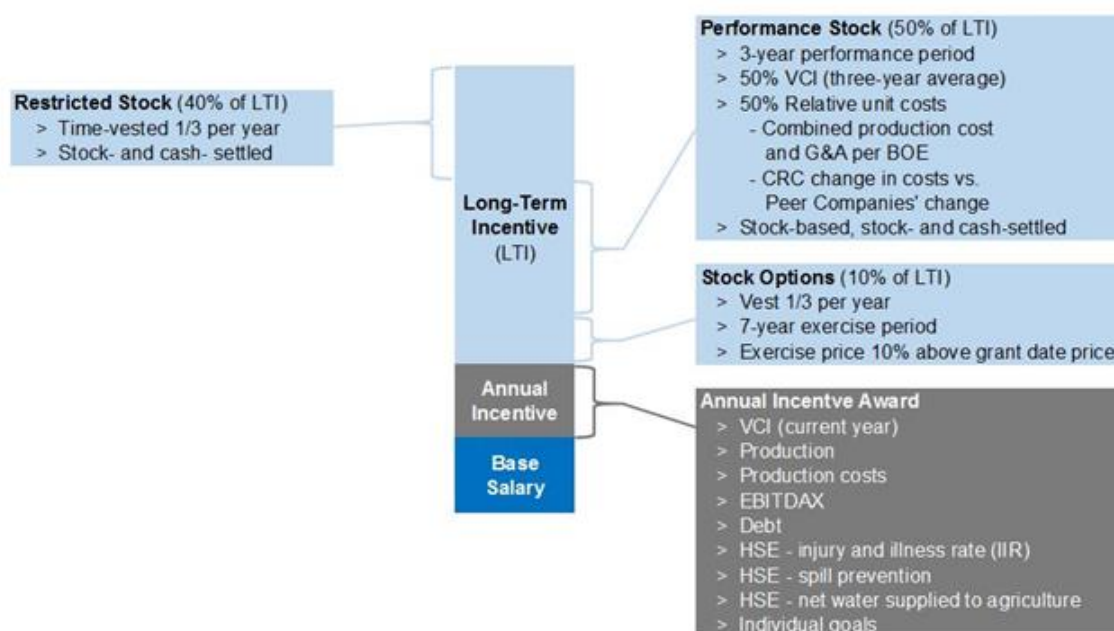 Restricted Stock (40% of LTI)
> Time-vested 1/3 per year
> Stock- and cash- settled
Long-Term
Incentive
(LTI)
Annual
Incentive
Base
Salary
Performance Stock (50% of LTI)
> 3-year performance period
> 50% VCI (three-year average)
> 50% Relative unit costs
- Combined production cost
and G&A per BOE
- CRC change in costs vs.
Peer Companies' change
> Stock-based, stock- and cash-settled
Stock Options (10% of LTI)
> Vest 1/3 per year
> 7-year exercise period
> Exercise price 10% above grant date price
Annual Incentve Award
> VCI (current year)
> Production
> Production costs
> EBITDAX
> Debt
> HSE - injury and illness rate (IIR)
> HSE - spill prevention
> HSE - net water supplied to agriculture
> Individual goals